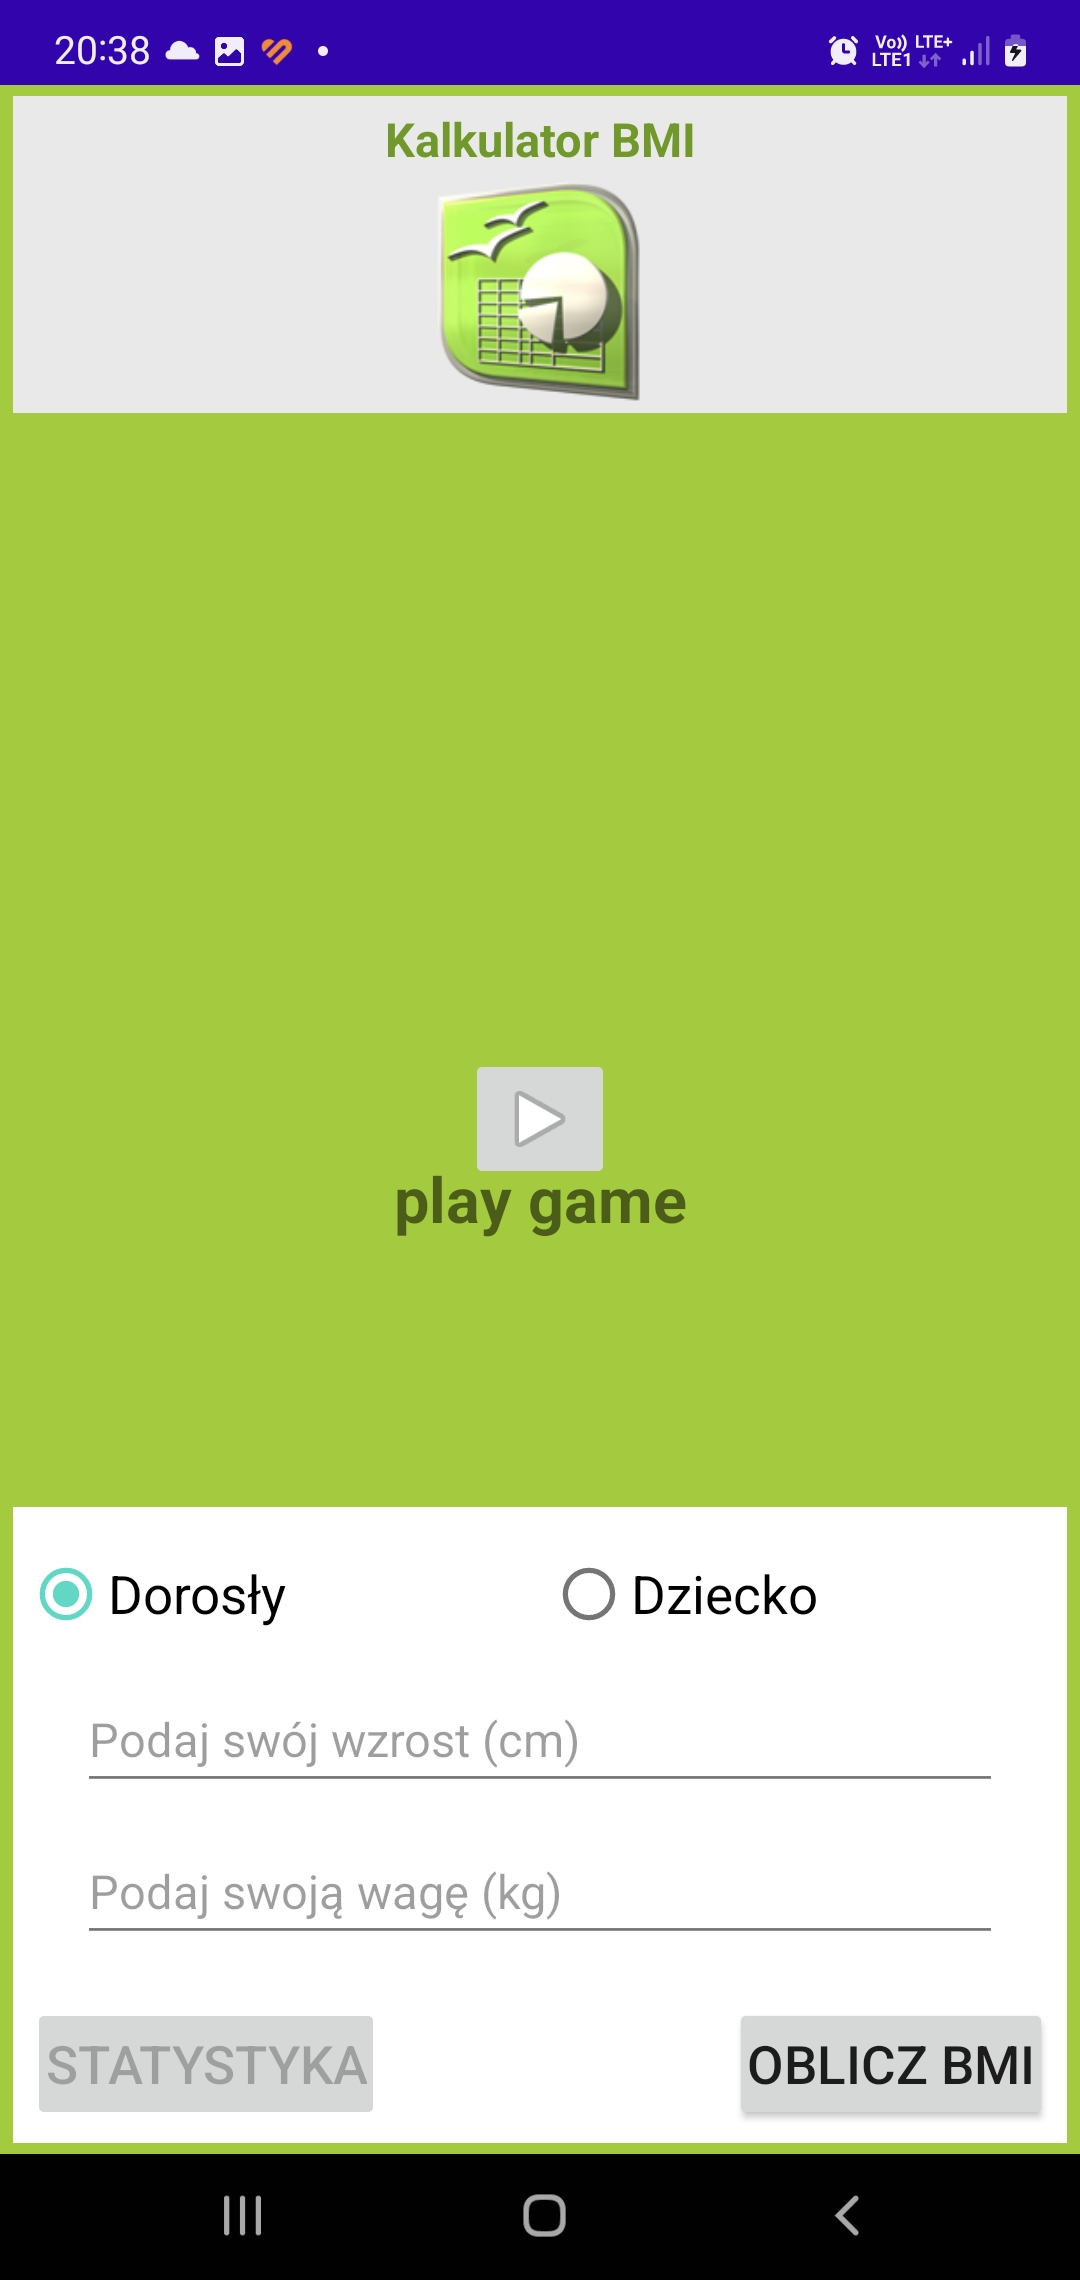 20:38
Vo)) LTE+
LTE1
Kalkulator BMI
play game
Dorosły
Dziecko
Podaj swój wzrost (cm)
Podaj swoją wagę (kg)
STATYSTYKA
OBLICZ BMI